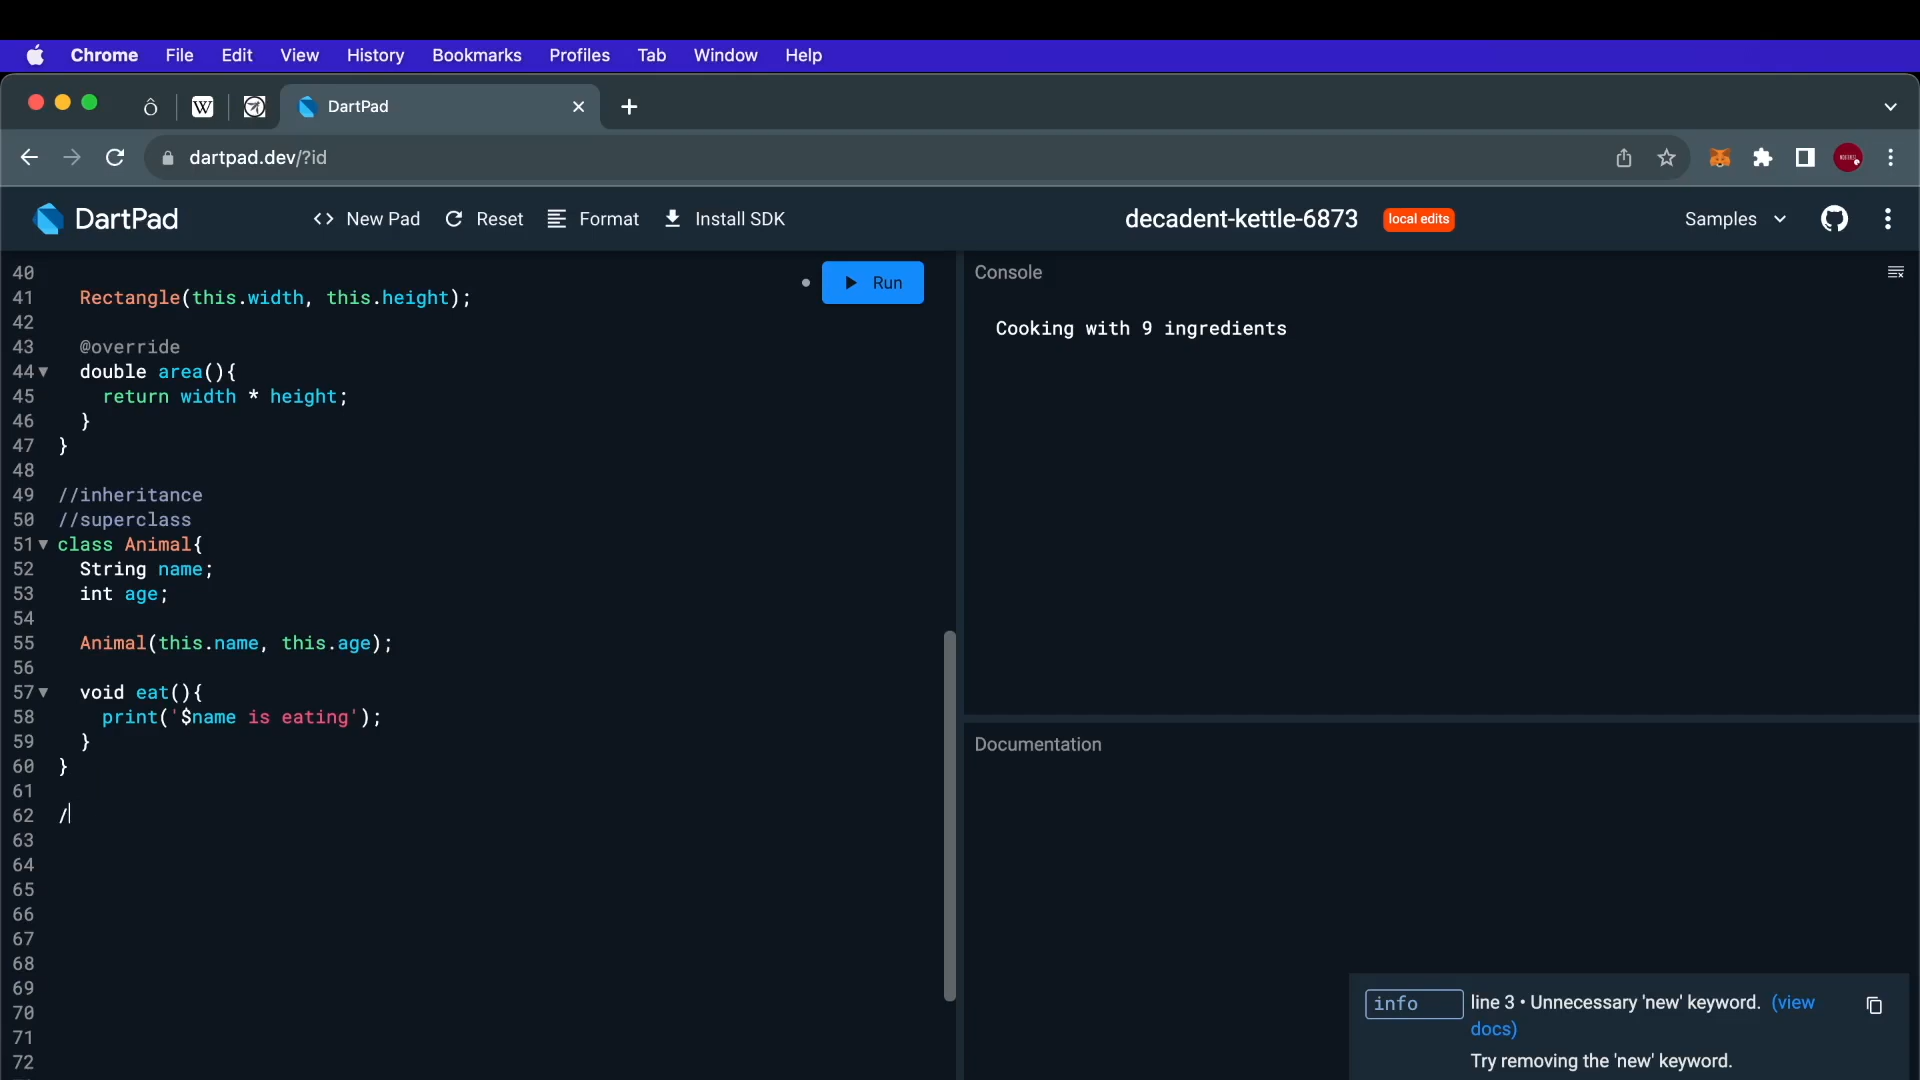 Chrome File Edit View History Bookmarks Profiles Tab Window Help
DartPad
dartpad.dev/?id
DartPad
<> New Pad Reset Format Install SDK
decadent-kettle-6873 local edits
Samples
40
41 Rectangle(this.width, this.height);
42
43 @override
44 double area(){
45 return width * height;
46 }
47 }
48
49 //inheritance
50 //superclass
51 class Animal{
52 String name;
53 int age;
54
55 Animal(this.name, this.age);
56
57 void eat(){
58 print('$name is eating');
59 }
60 }
61
62 /
63
64
65
66
67
68
69
70
71
72
Run
Console
Cooking with 9 ingredients
Documentation
info line 3 • Unnecessary 'new' keyword. (view
docs)
Try removing the 'new' keyword.